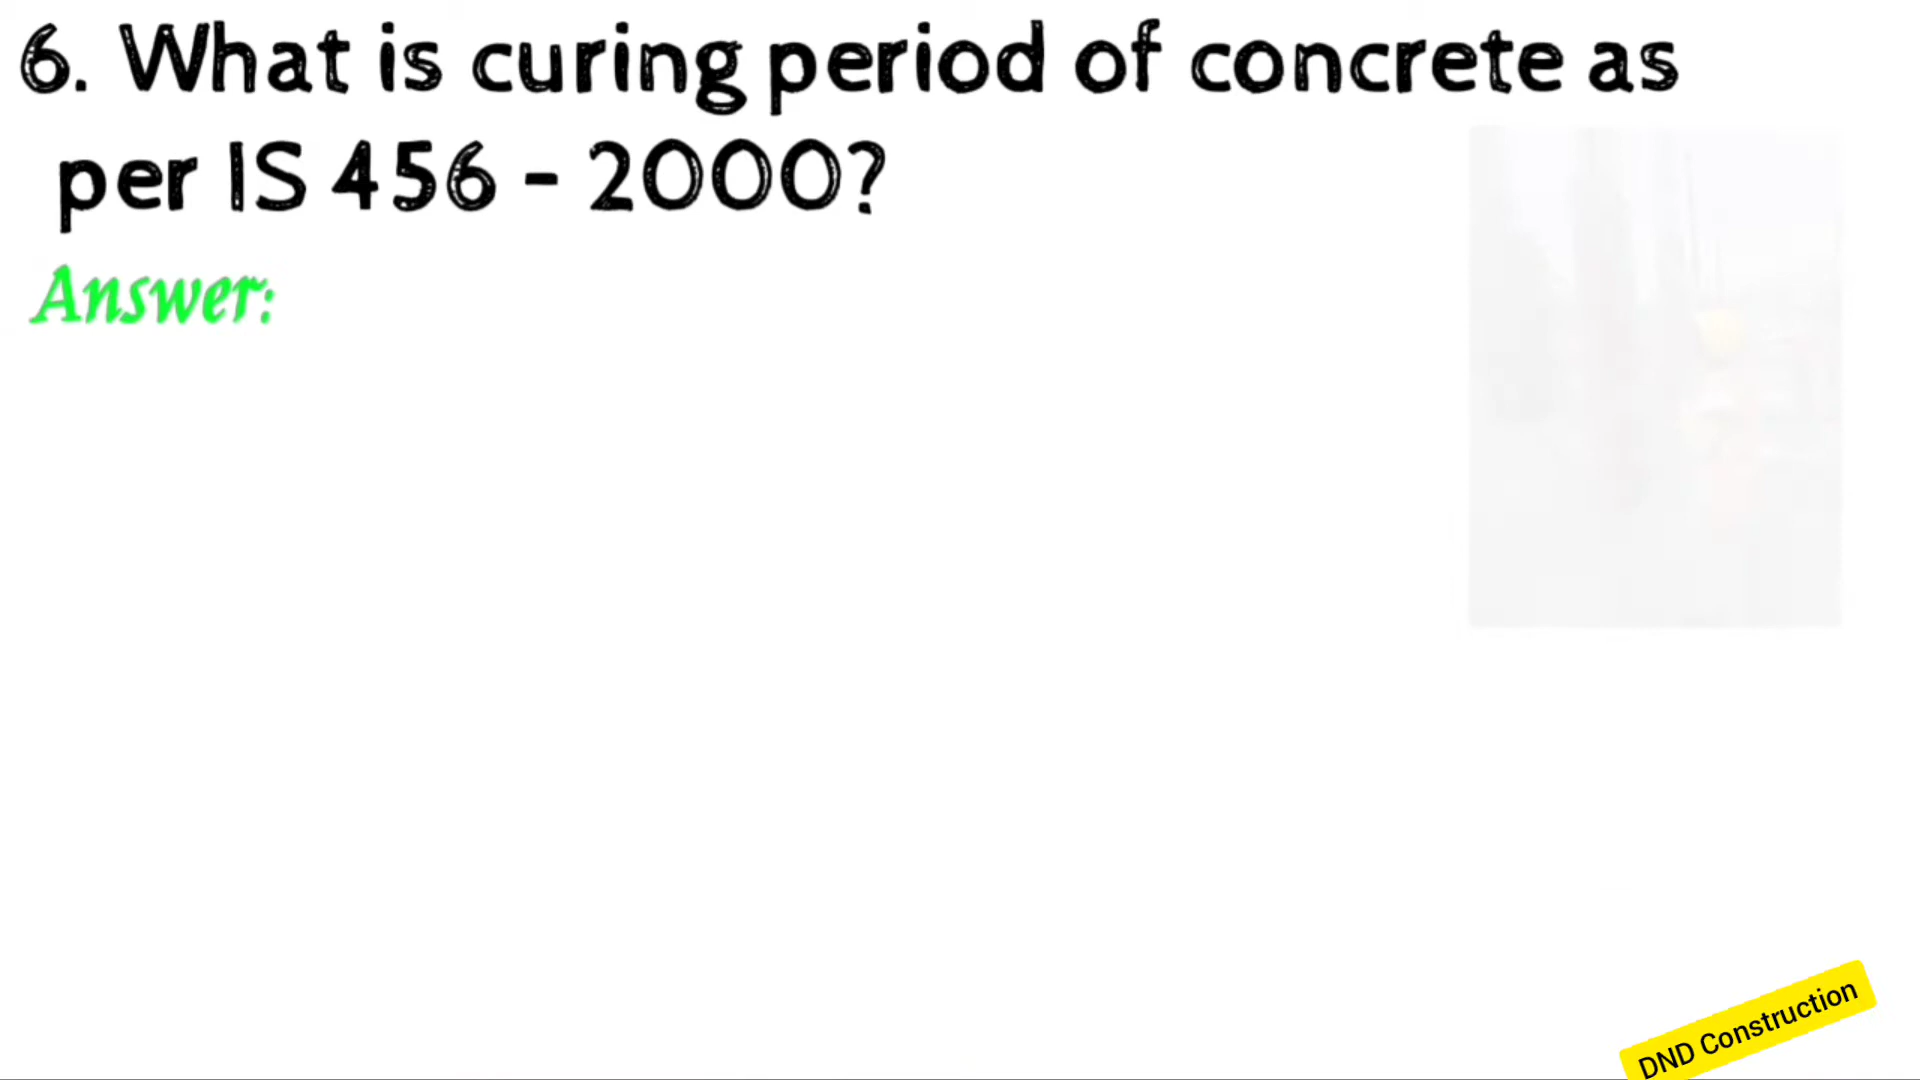 6. What is curing period of concrete as
per IS 456 - 2000?
Answer:
DND Construction